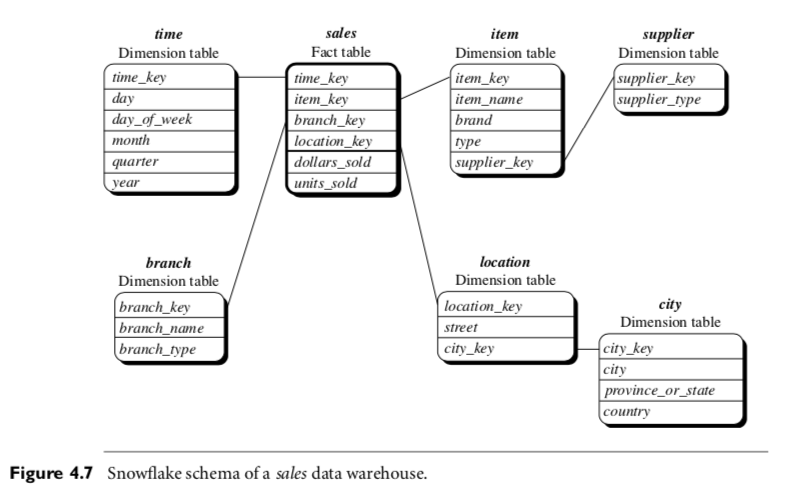 time
Dimension table
time_key
day
day_of_week
month
quarter
year
sales
Fact table
time_key
item_key
branch_key
location_key
dollars_sold
units_sold
item
Dimension table
item_key
item_name
brand
type
supplier_key
supplier
Dimension table
supplier_key
supplier_type
branch
Dimension table
branch_key
branch_name
branch_type
location
Dimension table
location_key
street
city_key
city
Dimension table
city_key
city
province_or_state
country
Figure 4.7 Snowflake schema of a sales data warehouse.